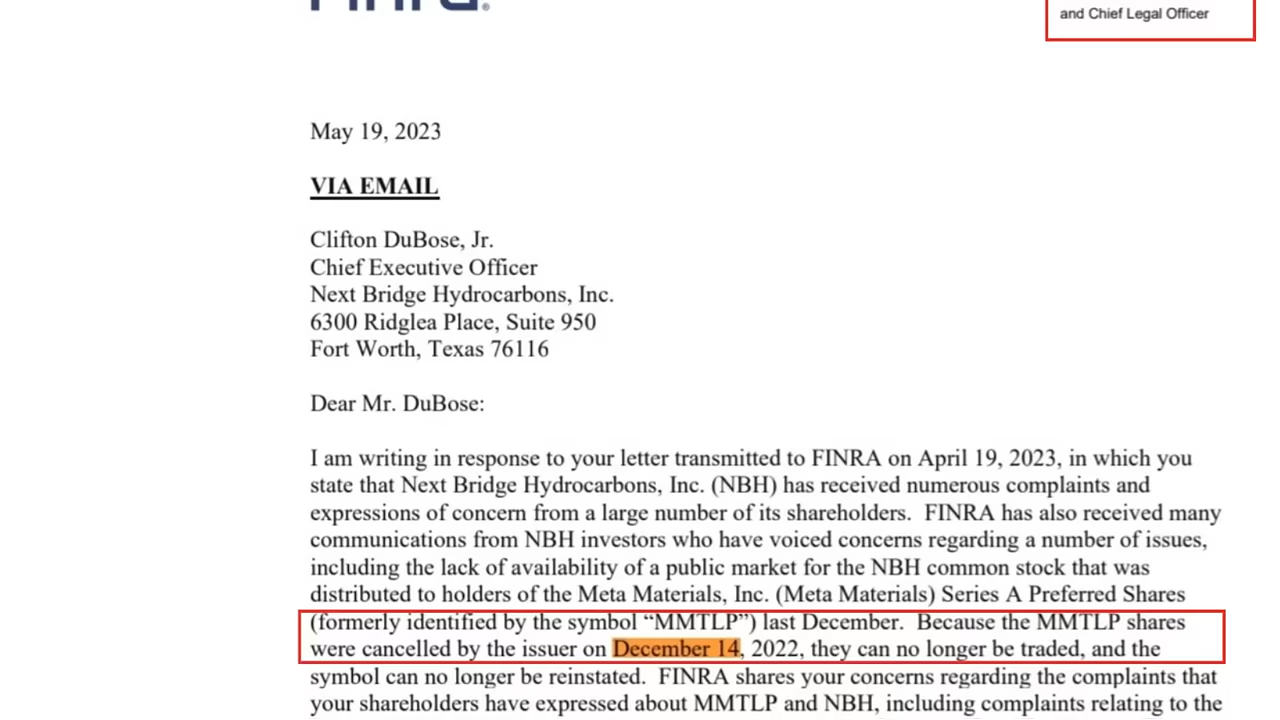 FINRA®
and Chief Legal Officer
May 19, 2023
VIA EMAIL
Clifton DuBose, Jr.
Chief Executive Officer
Next Bridge Hydrocarbons, Inc.
6300 Ridglea Place, Suite 950
Fort Worth, Texas 76116
Dear Mr. DuBose:
I am writing in response to your letter transmitted to FINRA on April 19, 2023, in which you
state that Next Bridge Hydrocarbons, Inc. (NBH) has received numerous complaints and
expressions of concern from a large number of its shareholders.  FINRA has also received many
communications from NBH investors who have voiced concerns regarding a number of issues,
including the lack of availability of a public market for the NBH common stock that was
distributed to holders of the Meta Materials, Inc. (Meta Materials) Series A Preferred Shares
(formerly identified by the symbol “MMTLP”) last December.  Because the MMTLP shares
were cancelled by the issuer on December 14, 2022, they can no longer be traded, and the
symbol can no longer be reinstated.  FINRA shares your concerns regarding the complaints that
your shareholders have expressed about MMTLP and NBH, including complaints relating to the